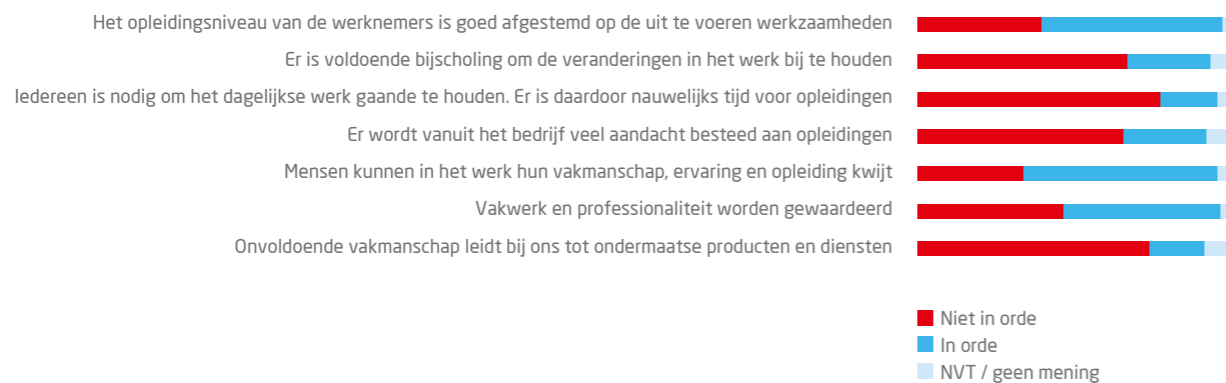 Het opleidingsniveau van de werknemers is goed afgestemd op de uit te voeren werkzaamheden
Er is voldoende bijscholing om de veranderingen in het werk bij te houden
Iedereen is nodig om het dagelijkse werk gaande te houden. Er is daardoor nauwelijks tijd voor opleidingen
Er wordt vanuit het bedrijf veel aandacht besteed aan opleidingen
Mensen kunnen in het werk hun vakmanschap, ervaring en opleiding kwijt
Vakwerk en professionaliteit worden gewaardeerd
Onvoldoende vakmanschap leidt bij ons tot ondermaatse producten en diensten
Niet in orde
In orde
NVT / geen mening